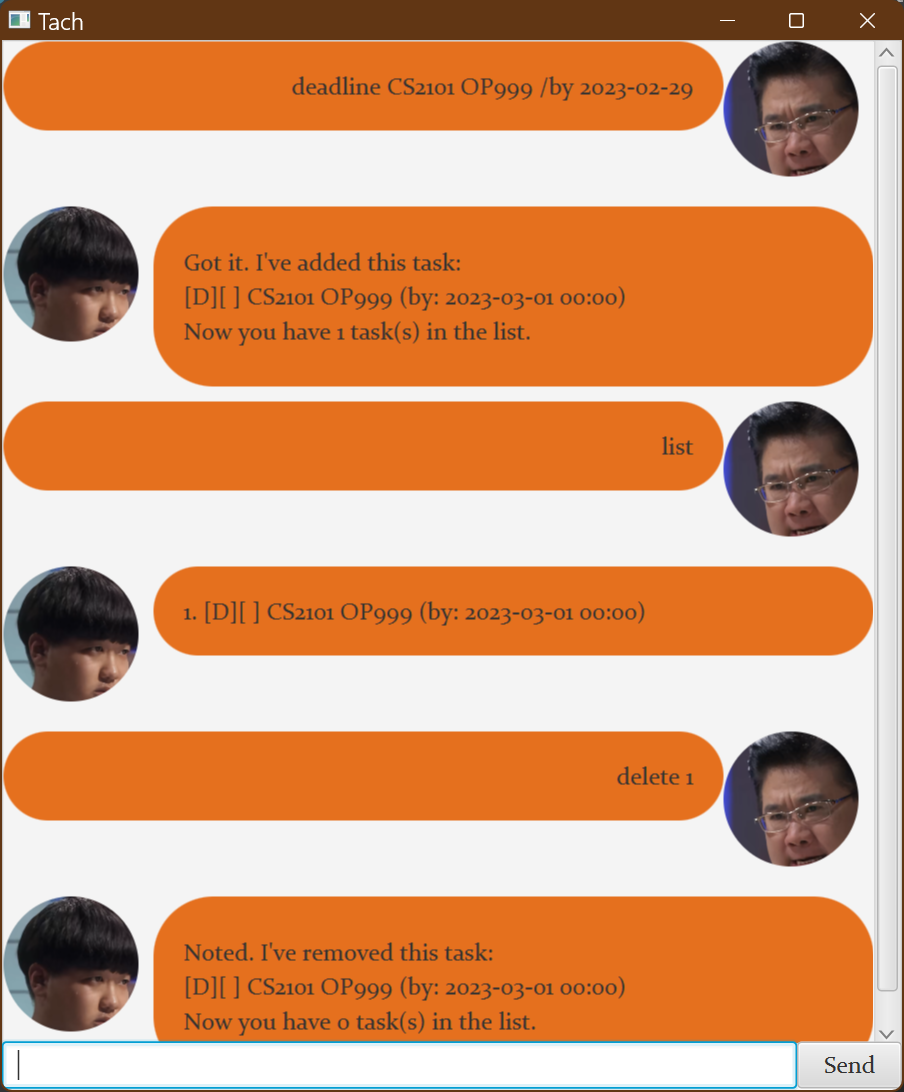 Tach
deadline CS2101 OP999 /by 2023-02-29
Got it. I've added this task:
[D][ ] CS2101 OP999 (by: 2023-03-01 00:00)
Now you have 1 task(s) in the list.
list
1. [D][ ] CS2101 OP999 (by: 2023-03-01 00:00)
delete 1
Noted. I've removed this task:
[D][ ] CS2101 OP999 (by: 2023-03-01 00:00)
Now you have 0 task(s) in the list.
Send